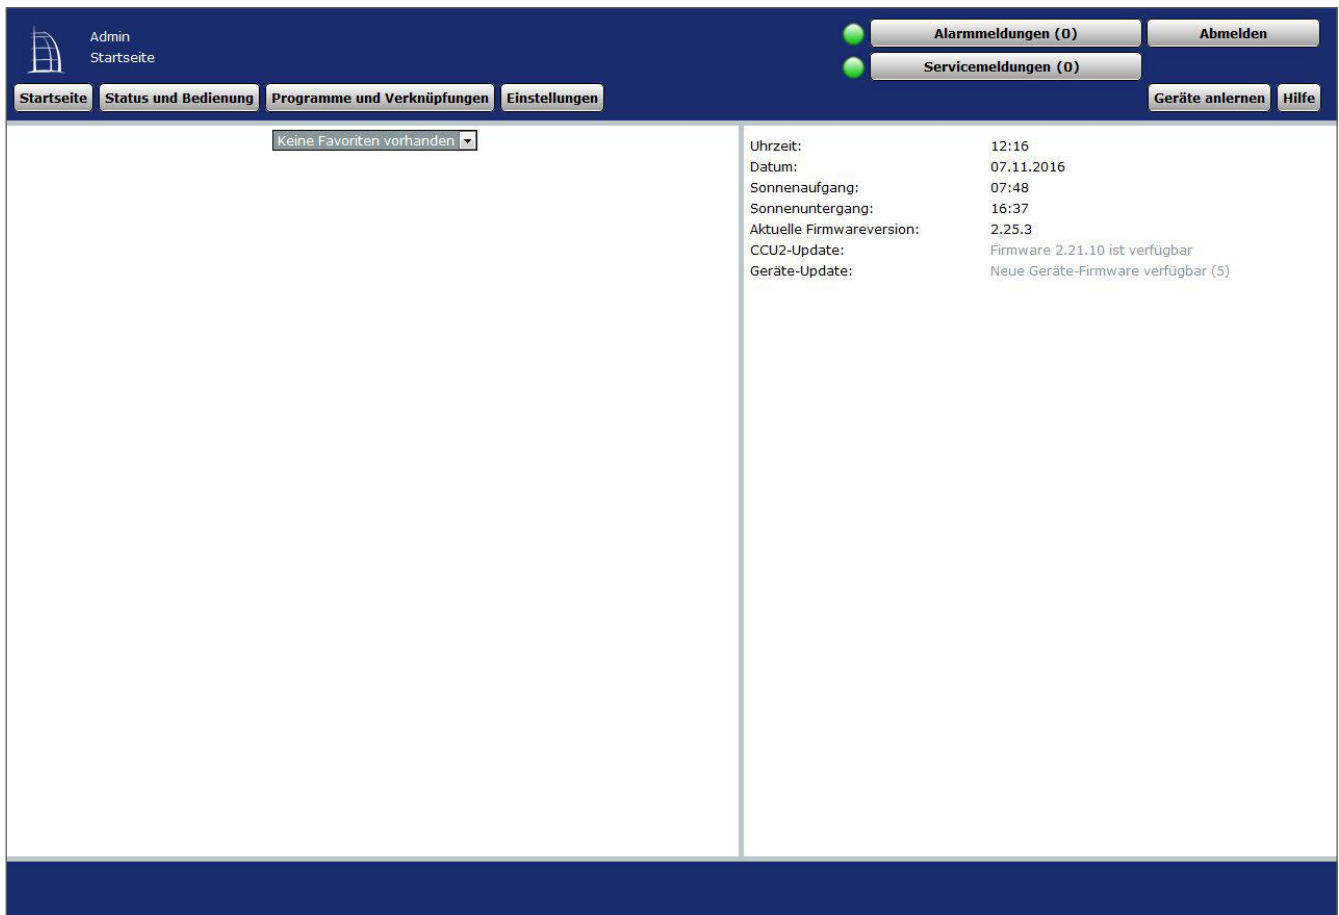 Admin
Startseite
Alarmmeldungen (0)
Abmelden
Servicemeldungen (0)
Startseite Status und Bedienung Programme und Verknüpfungen Einstellungen Geräte anlernen Hilfe
Keine Favoriten vorhanden
Uhrzeit: 12:16
Datum: 07.11.2016
Sonnenaufgang: 07:48
Sonnenuntergang: 16:37
Aktuelle Firmwareversion: 2.25.3
CCU2-Update: Firmware 2.21.10 ist verfügbar
Geräte-Update: Neue Geräte-Firmware verfügbar (5)